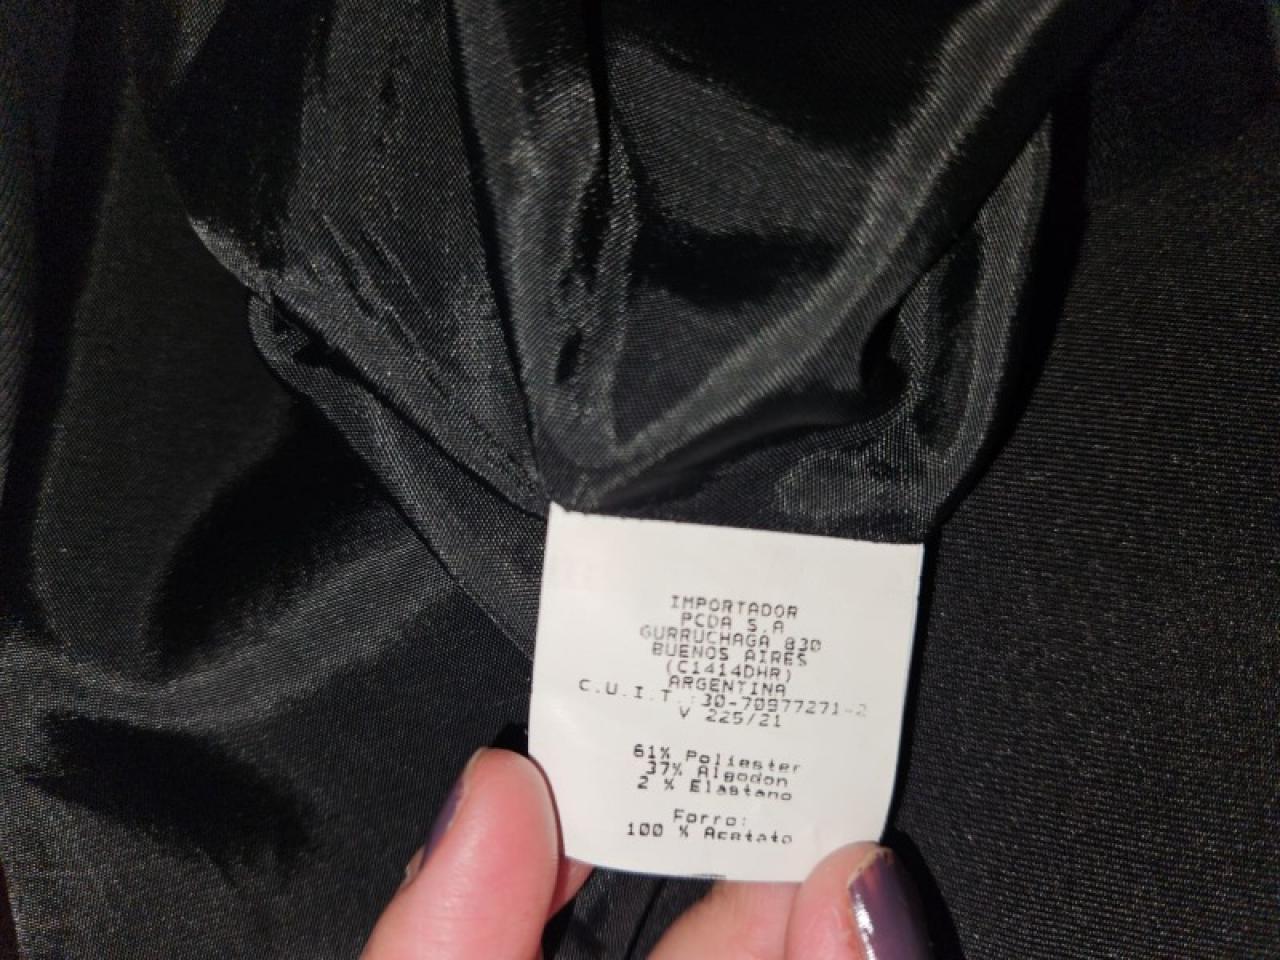 IMPORTADOR
PCDA S.A
GURRUCHAGA 830
BUENOS AIRES
(C1414DHR)
ARGENTINA
C.U.I.T.:30-70977271-2
V 225/21
61% Poliester
37% Algodon
2 % Elastano
Forro:
100 % Acetato